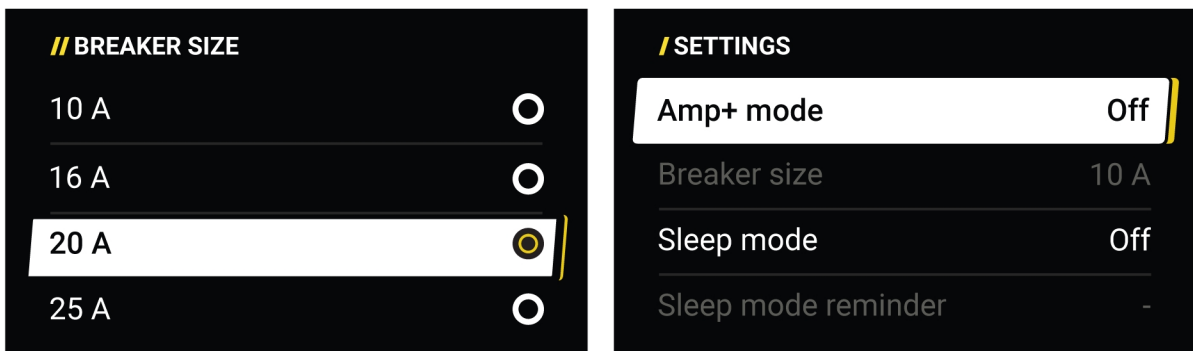 // BREAKER SIZE
10 A
16 A
20 A
25 A
/ SETTINGS
Amp+ mode Off
Breaker size 10 A
Sleep mode Off
Sleep mode reminder -